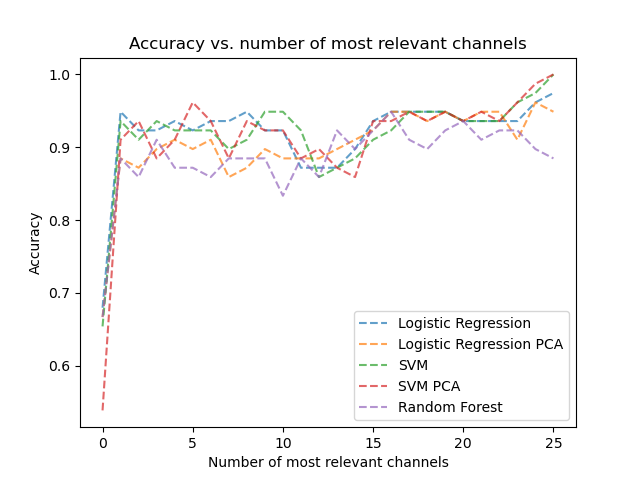 Accuracy vs. number of most relevant channels
1.0
0.9
0.8
0.7
0.6
Accuracy
Logistic Regression
Logistic Regression PCA
SVM
SVM PCA
Random Forest
0 5 10 15 20 25
Number of most relevant channels